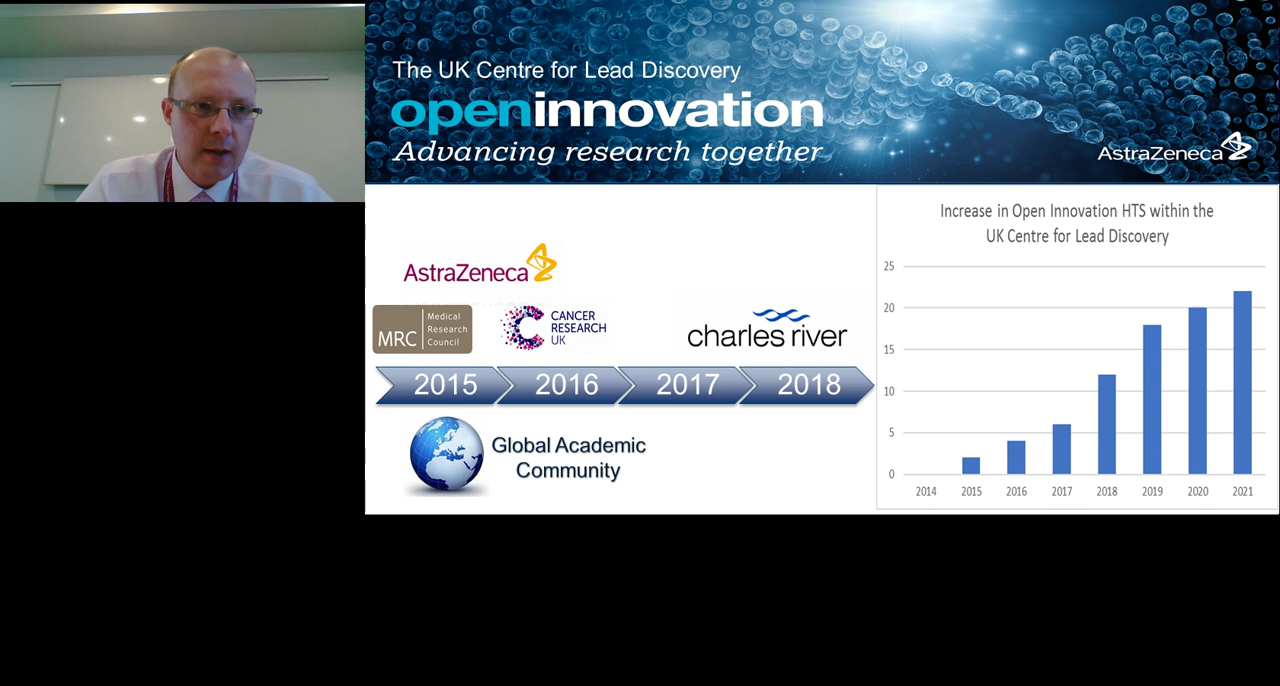 The UK Centre for Lead Discovery
openinnovation
Advancing research together
AstraZeneca
AstraZeneca
MRC
Medical
Research
Council
CANCER
RESEARCH
UK
charles river
2015
2016
2017
2018
Global Academic
Community
Increase in Open Innovation HTS within the
UK Centre for Lead Discovery
25
20
15
10
5
0
2014
2015
2016
2017
2018
2019
2020
2021